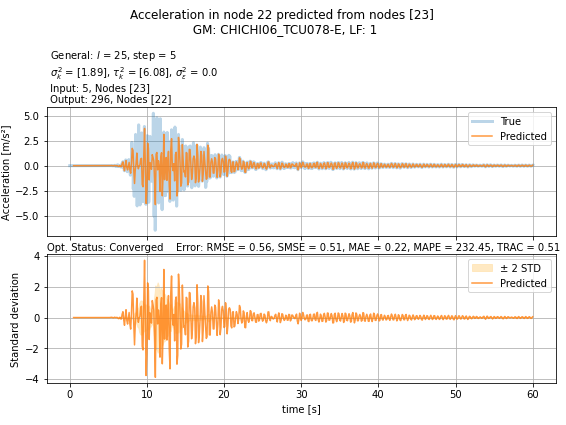 Acceleration in node 22 predicted from nodes [23]
GM: CHICHI06_TCU078-E, LF: 1
General: l = 25, step = 5
σ²ₖ = [1.89], τ²ₖ = [6.08], σ²ε = 0.0
Input: 5, Nodes [23]
Output: 296, Nodes [22]
Acceleration [m/s²]
5.0
2.5
0.0
−2.5
−5.0
True
Predicted
Opt. Status: Converged Error: RMSE = 0.56, SMSE = 0.51, MAE = 0.22, MAPE = 232.45, TRAC = 0.51
Standard deviation
4
2
0
−2
−4
± 2 STD
Predicted
0 10 20 30 40 50 60
time [s]